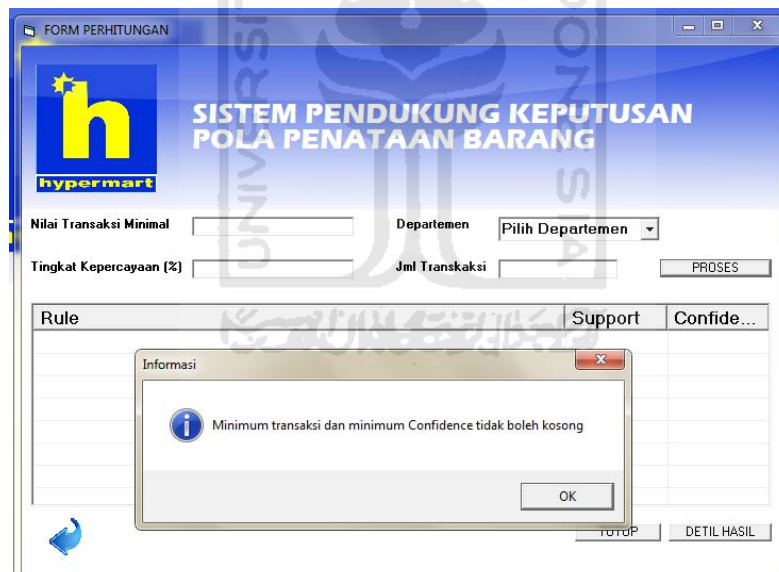 FORM PERHITUNGAN
SISTEM PENDUKUNG KEPUTUSAN
POLA PENATAAN BARANG
h
hypermart
Nilai Transaksi Minimal
Departemen
Pilih Departemen
Tingkat Kepercayaan (%)
Jml Transkaksi
PROSES
Rule
Support
Confide...
Informasi
Minimum transaksi dan minimum Confidence tidak boleh kosong
OK
TUTUP
DETIL HASIL